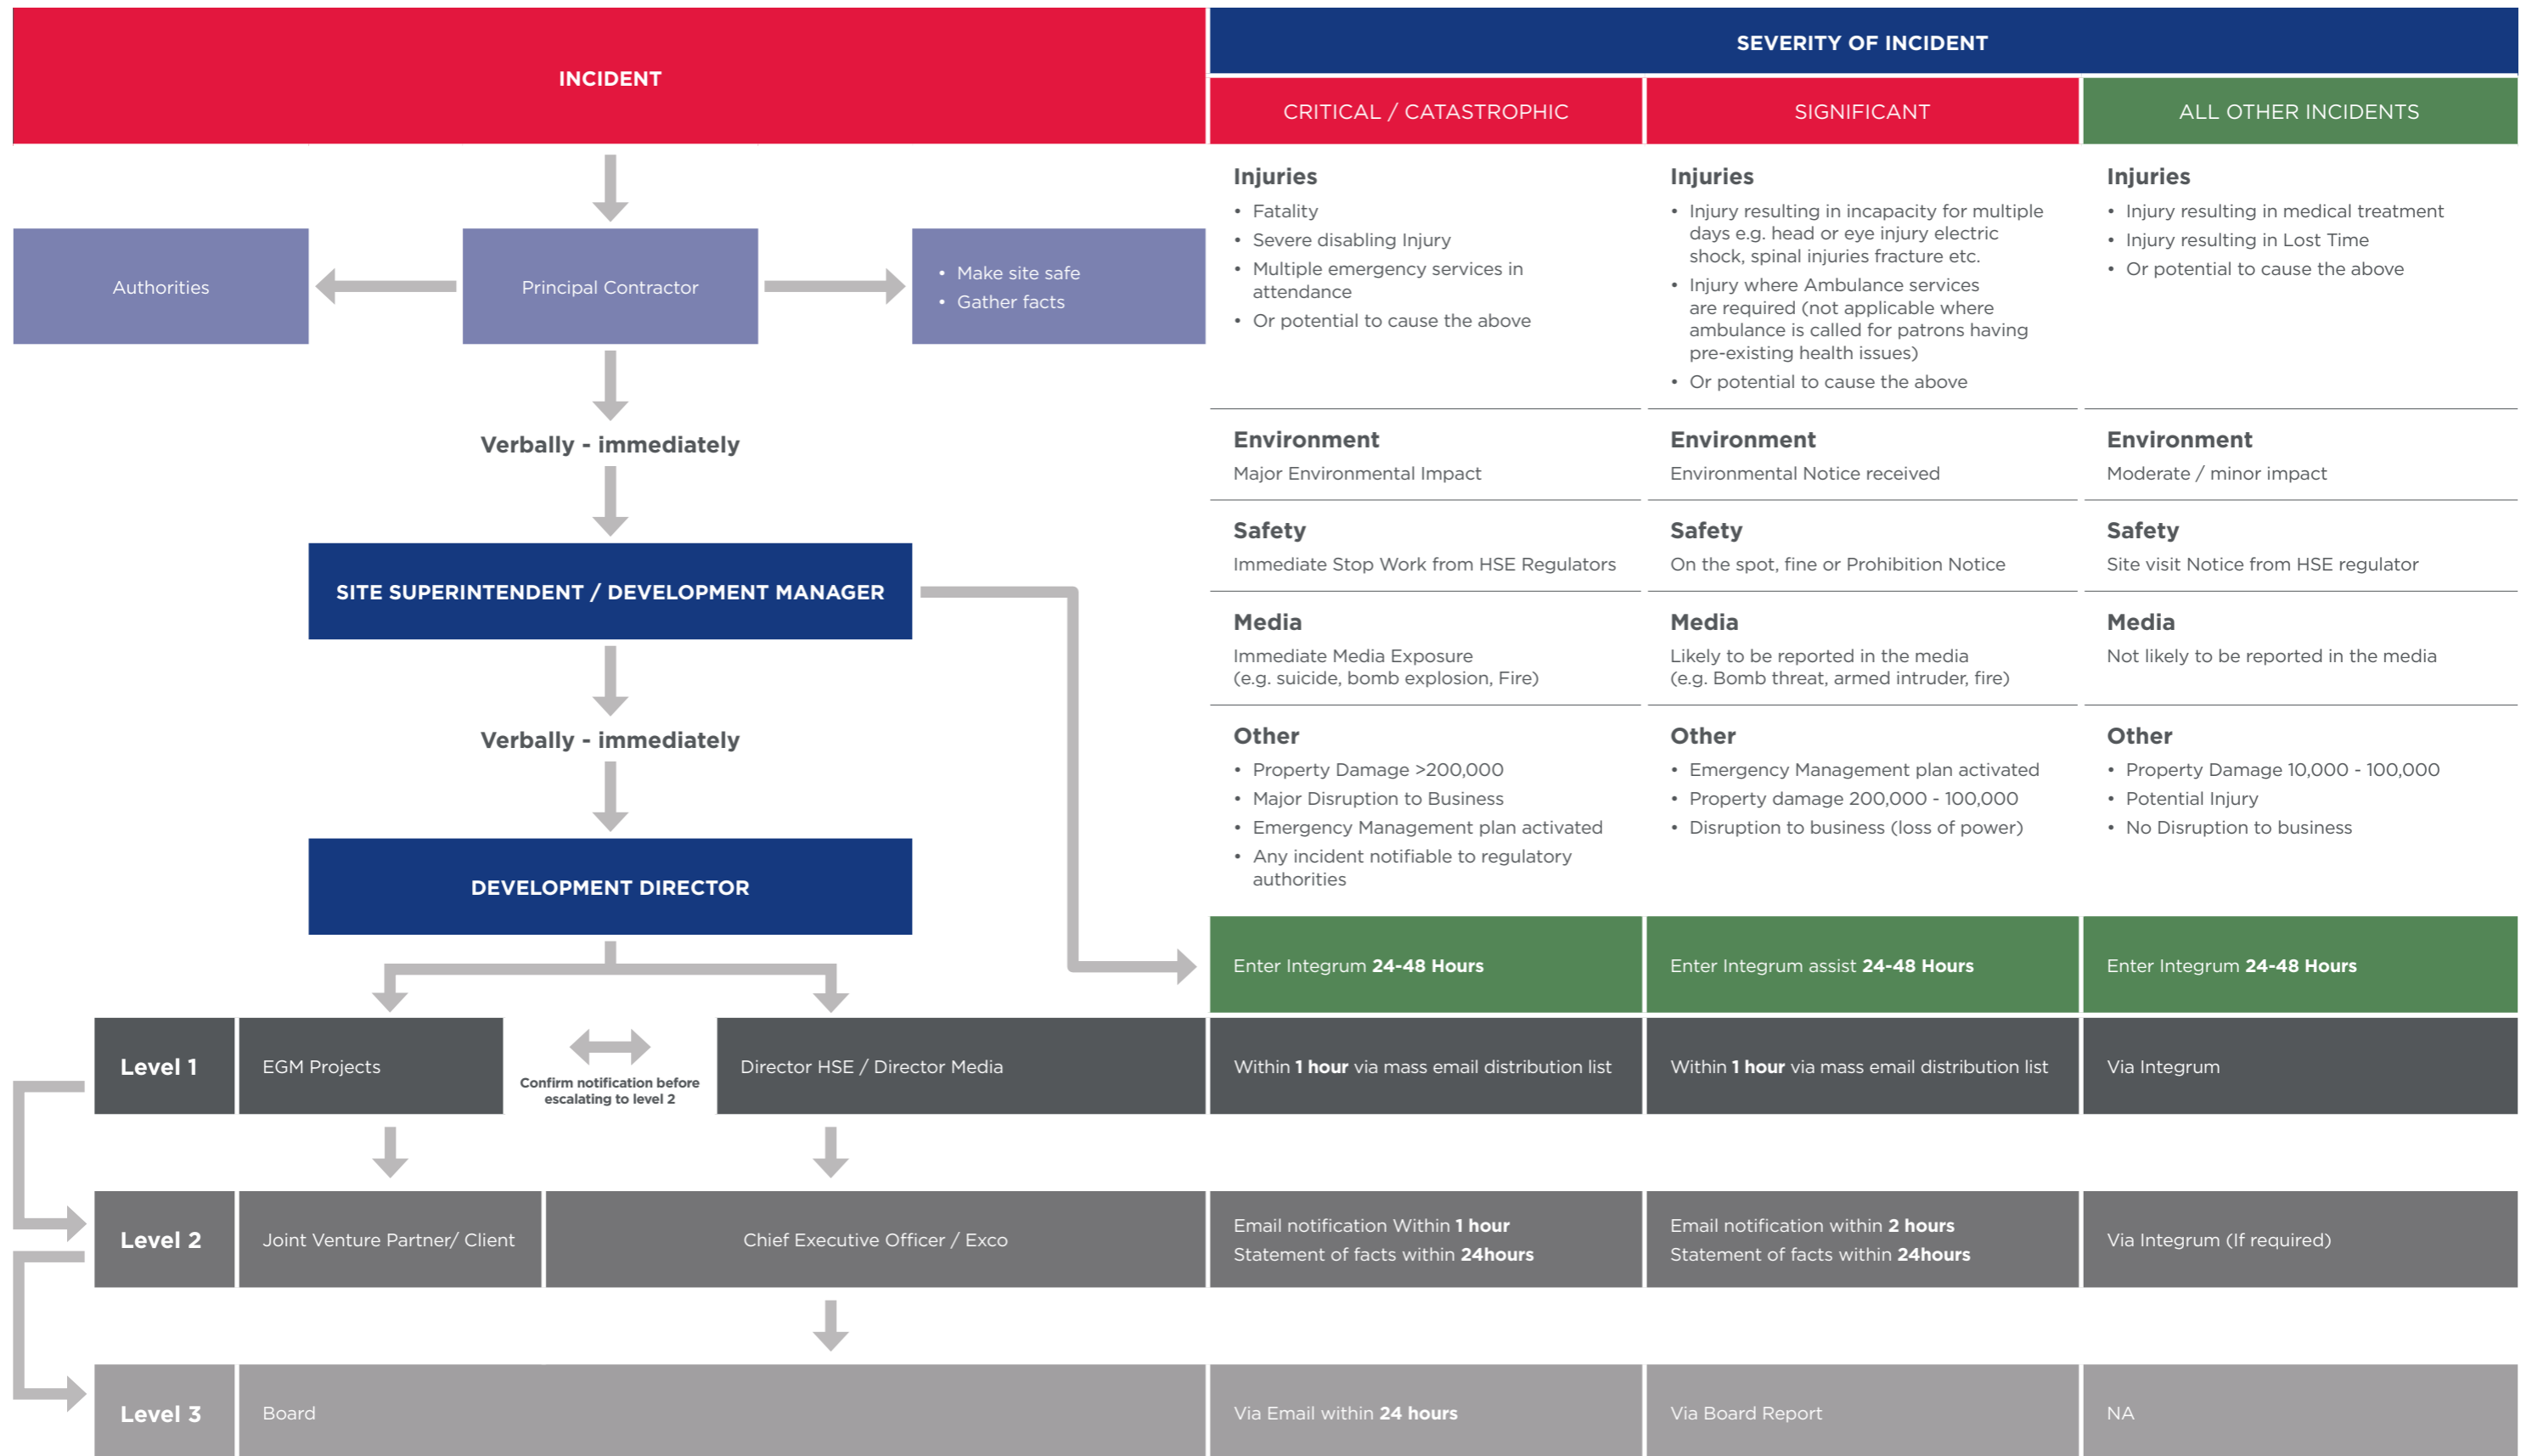 INCIDENT
SEVERITY OF INCIDENT
CRITICAL / CATASTROPHIC
SIGNIFICANT
ALL OTHER INCIDENTS
Authorities
Principal Contractor
• Make site safe
• Gather facts
Verbally - immediately
SITE SUPERINTENDENT / DEVELOPMENT MANAGER
Verbally - immediately
DEVELOPMENT DIRECTOR
Injuries
• Fatality
• Severe disabling Injury
• Multiple emergency services in
attendance
• Or potential to cause the above
Injuries
• Injury resulting in incapacity for multiple
days e.g. head or eye injury electric
shock, spinal injuries fracture etc.
• Injury where Ambulance services
are required (not applicable where
ambulance is called for patrons having
pre-existing health issues)
• Or potential to cause the above
Injuries
• Injury resulting in medical treatment
• Injury resulting in Lost Time
• Or potential to cause the above
Environment
Major Environmental Impact
Environment
Environmental Notice received
Environment
Moderate / minor impact
Safety
Immediate Stop Work from HSE Regulators
Safety
On the spot, fine or Prohibition Notice
Safety
Site visit Notice from HSE regulator
Media
Immediate Media Exposure
(e.g. suicide, bomb explosion, Fire)
Media
Likely to be reported in the media
(e.g. Bomb threat, armed intruder, fire)
Media
Not likely to be reported in the media
Other
• Property Damage >200,000
• Major Disruption to Business
• Emergency Management plan activated
• Any incident notifiable to regulatory
authorities
Other
• Emergency Management plan activated
• Property damage 200,000 - 100,000
• Disruption to business (loss of power)
Other
• Property Damage 10,000 - 100,000
• Potential Injury
• No Disruption to business
Enter Integrum 24-48 Hours
Enter Integrum assist 24-48 Hours
Enter Integrum 24-48 Hours
Level 1
EGM Projects
Confirm notification before
escalating to level 2
Director HSE / Director Media
Within 1 hour via mass email distribution list
Within 1 hour via mass email distribution list
Via Integrum
Level 2
Joint Venture Partner/ Client
Chief Executive Officer / Exco
Email notification Within 1 hour
Statement of facts within 24hours
Email notification within 2 hours
Statement of facts within 24hours
Via Integrum (If required)
Level 3
Board
Via Email within 24 hours
Via Board Report
NA